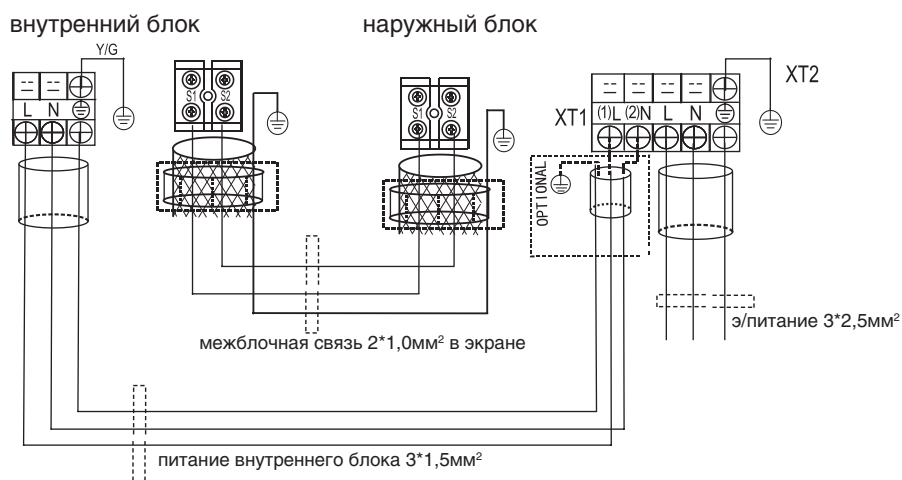 внутренний блок
наружный блок
Y/G
S1 S2
S1 S2
XT2
L N
XT1
(1)L (2)N L N
OPTIONAL
э/питание 3*2,5мм²
межблочная связь 2*1,0мм² в экране
питание внутреннего блока 3*1,5мм²